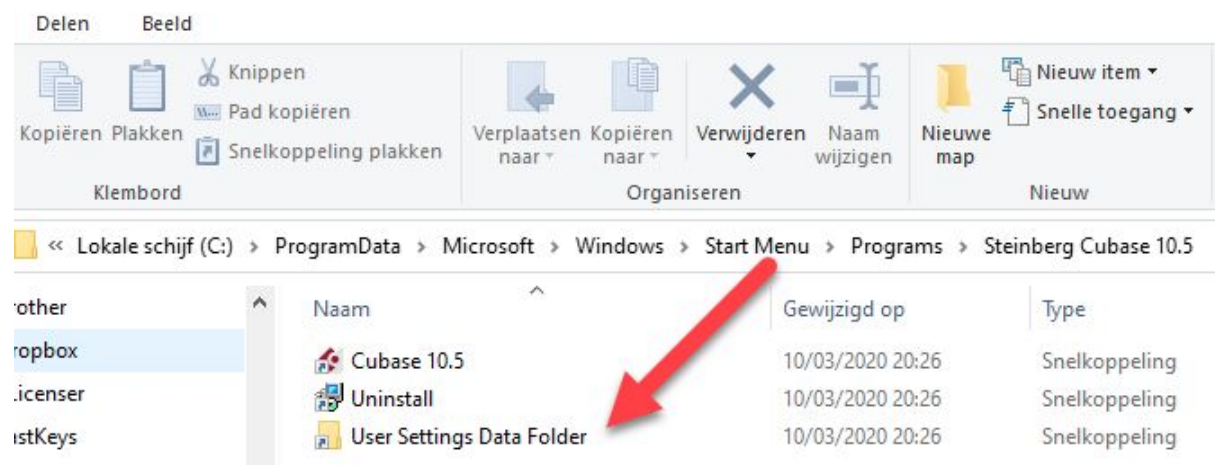 Delen Beeld
Kopiëren Plakken
Knippen
Pad kopiëren
Snelkoppeling plakken
Klembord
Verplaatsen naar
Kopiëren naar
Verwijderen
Naam wijzigen
Organiseren
Nieuwe map
Nieuw item
Snelle toegang
Nieuw
« Lokale schijf (C:) > ProgramData > Microsoft > Windows > Start Menu > Programs > Steinberg Cubase 10.5
rother
ropbox
Licenser
astKeys
Naam Gewijzigd op Type
Cubase 10.5 10/03/2020 20:26 Snelkoppeling
Uninstall 10/03/2020 20:26 Snelkoppeling
User Settings Data Folder 10/03/2020 20:26 Snelkoppeling